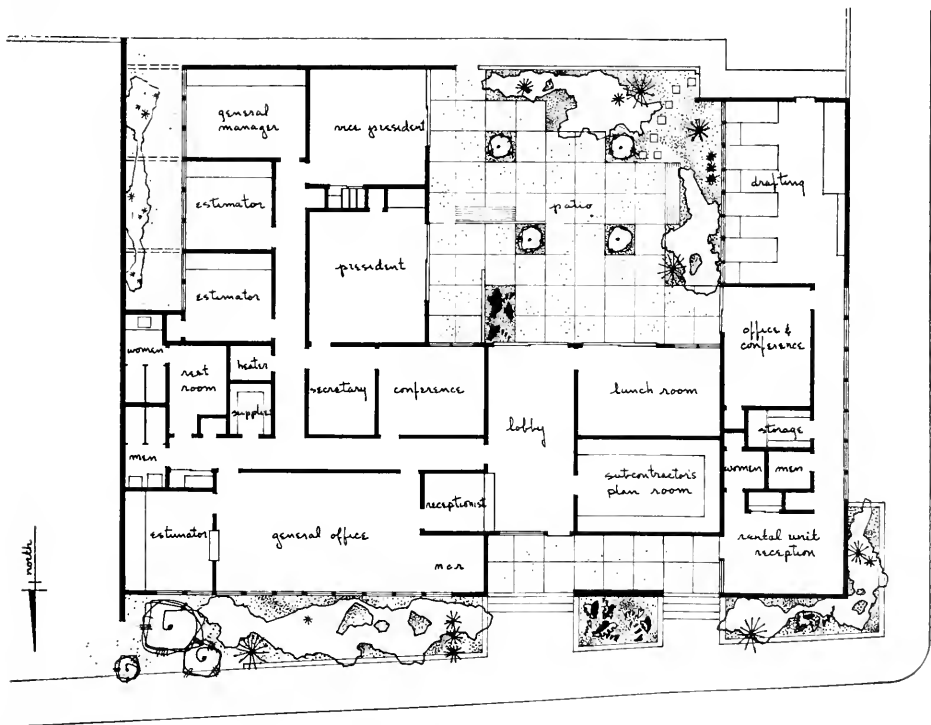 general
manager
vice president
drafting
estimator
patio
president
estimator
office &
conference
women
rest
room
heater
secretary
conference
lunch room
supplies
lobby
storage
men
women
men
subcontractor's
plan room
receptionist
estimator
general office
rental unit
reception
north